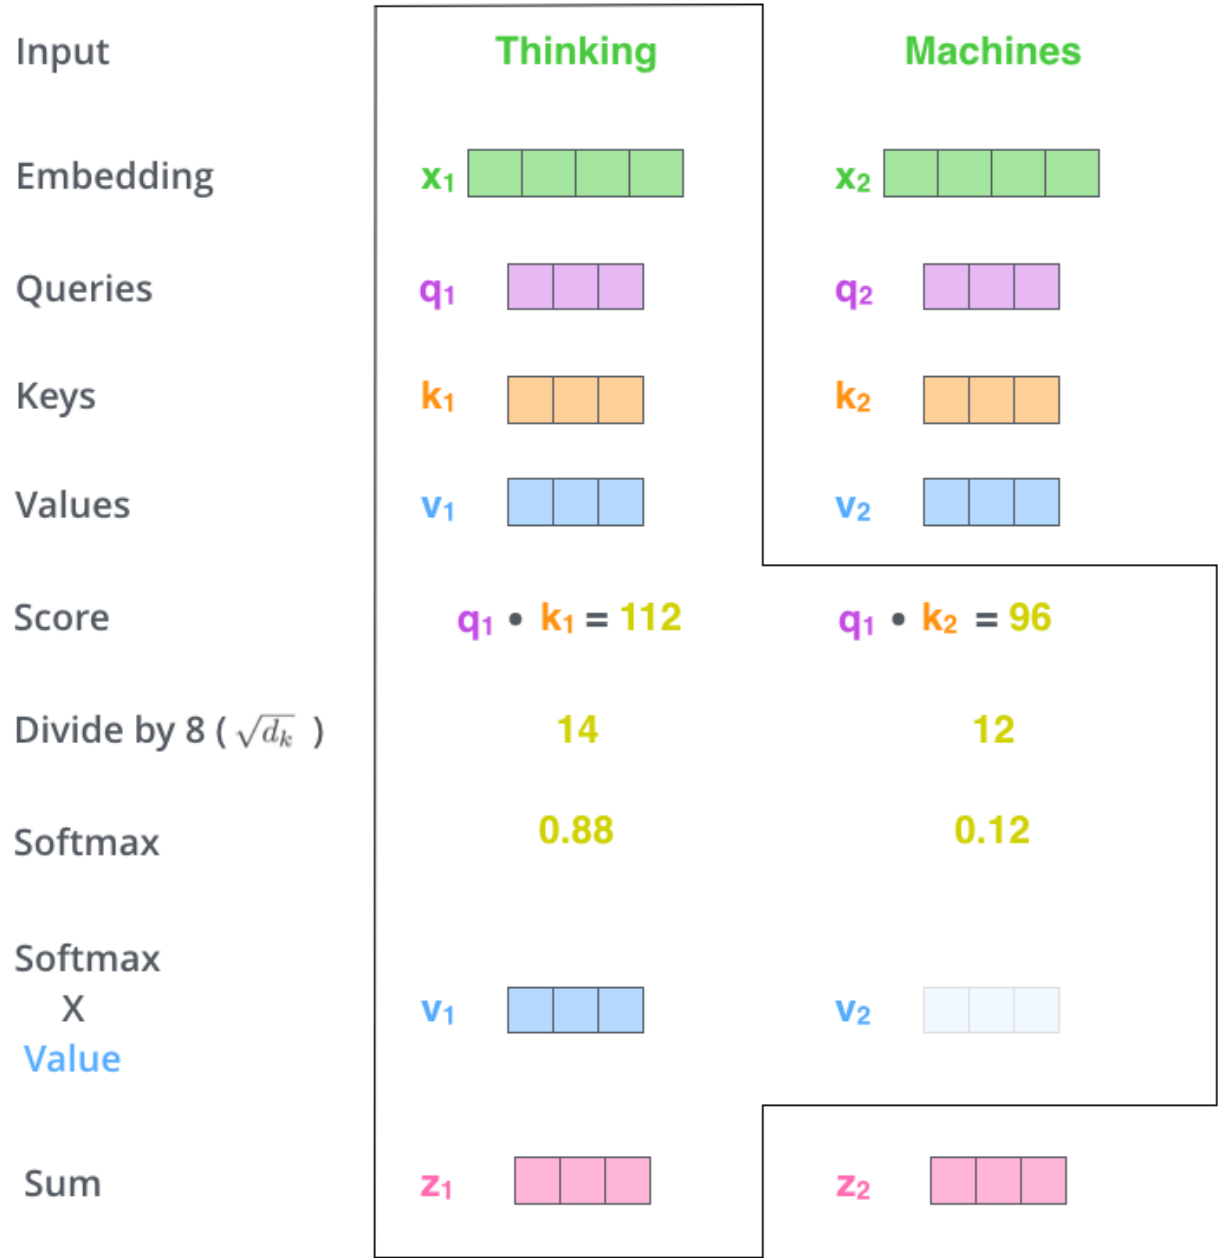 Input Thinking Machines
Embedding x1 x2
Queries q1 q2
Keys k1 k2
Values v1 v2
Score q1 • k1 = 112 q1 • k2 = 96
Divide by 8 ( √dk ) 14 12
Softmax 0.88 0.12
Softmax
X v1 v2
Value
Sum z1 z2